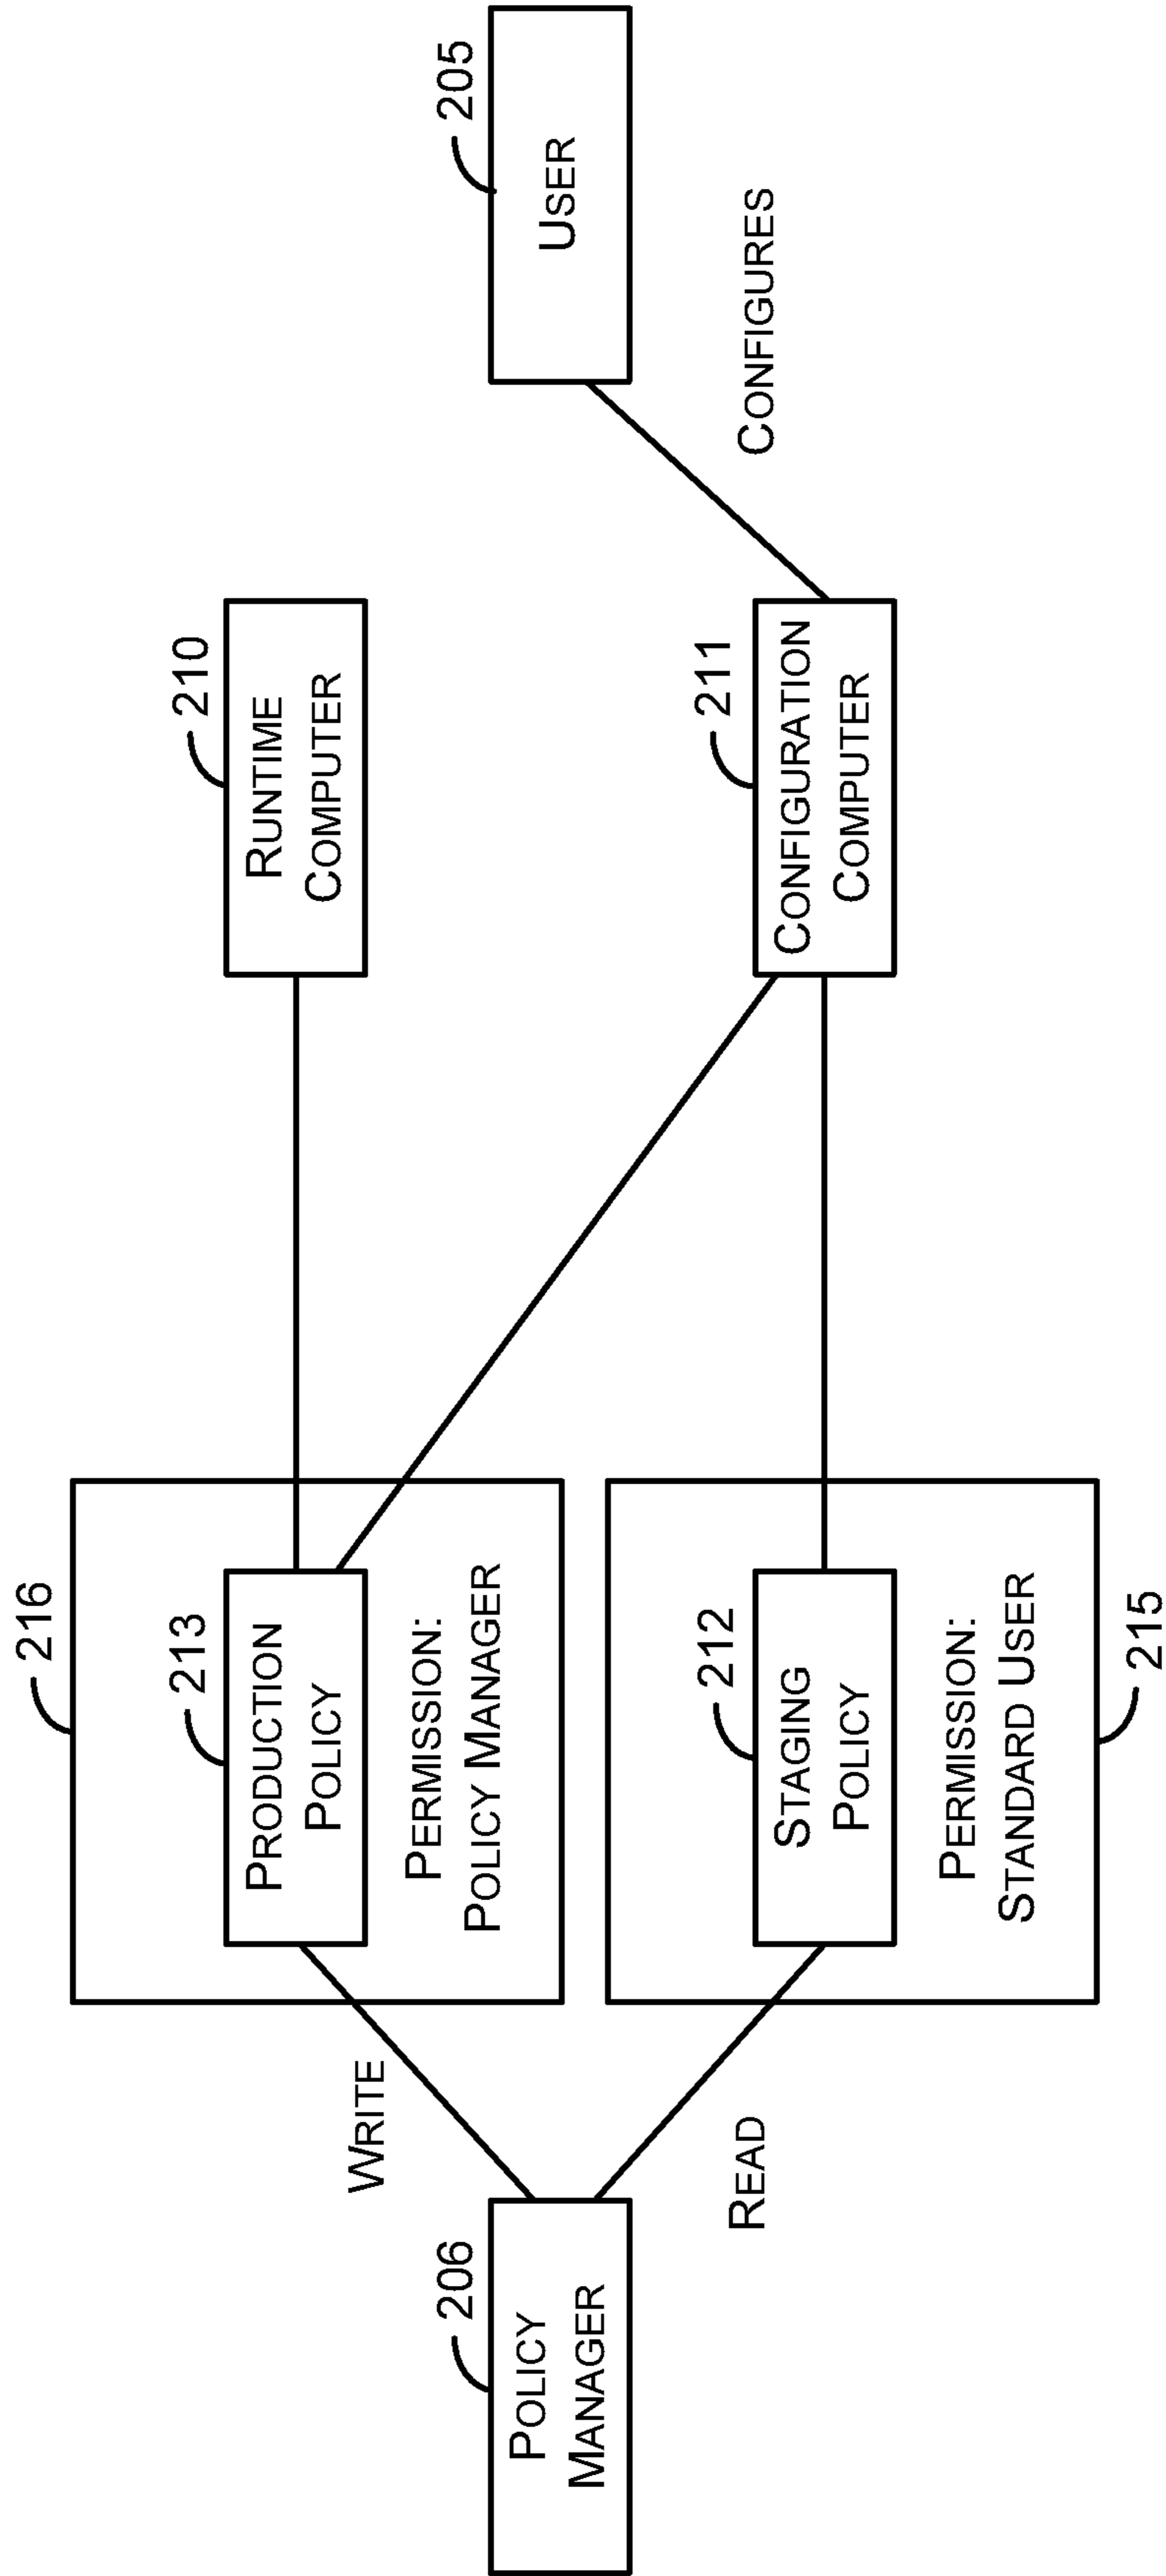 216
213
PRODUCTION
POLICY
PERMISSION:
POLICY MANAGER
210
RUNTIME
COMPUTER
WRITE
206
POLICY
MANAGER
205
USER
READ
CONFIGURES
212
STAGING
POLICY
PERMISSION:
STANDARD USER
215
211
CONFIGURATION
COMPUTER